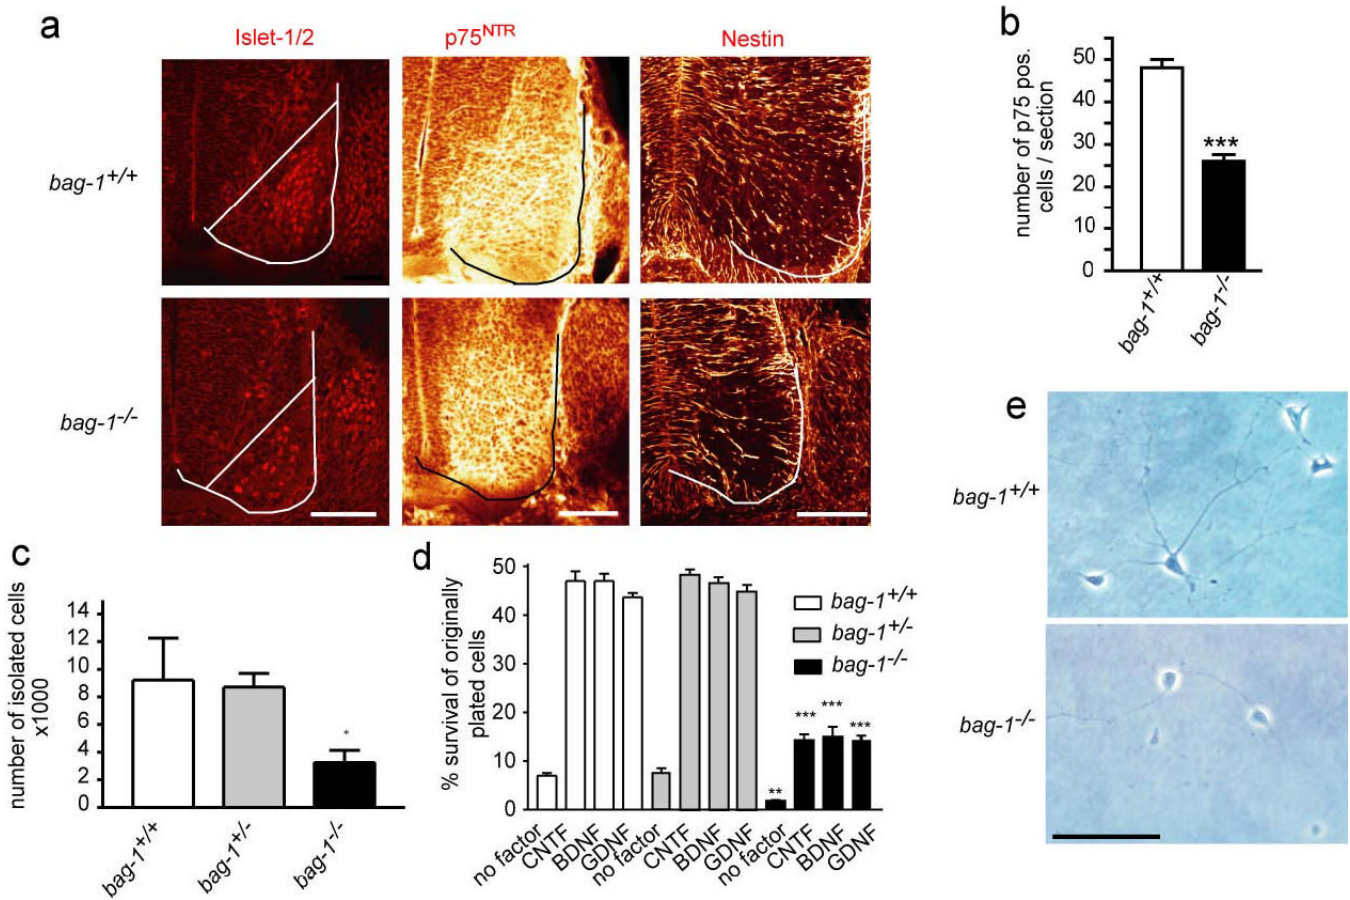 a
Islet-1/2
p75NTR
Nestin
bag-1+/+
bag-1-/-
b
number of p75 pos.
cells / section
50
40
30
20
10
0
***
bag-1+/+
bag-1-/-
c
number of isolated cells
x1000
14
12
10
8
6
4
2
0
*
bag-1+/+
bag-1+/-
bag-1-/-
d
% survival of originally
plated cells
50
40
30
20
10
0
bag-1+/+
bag-1+/-
bag-1-/-
**
***
***
***
no factor
CNTF
BDNF
GDNF
no factor
CNTF
BDNF
GDNF
no factor
CNTF
BDNF
GDNF
e
bag-1+/+
bag-1-/-